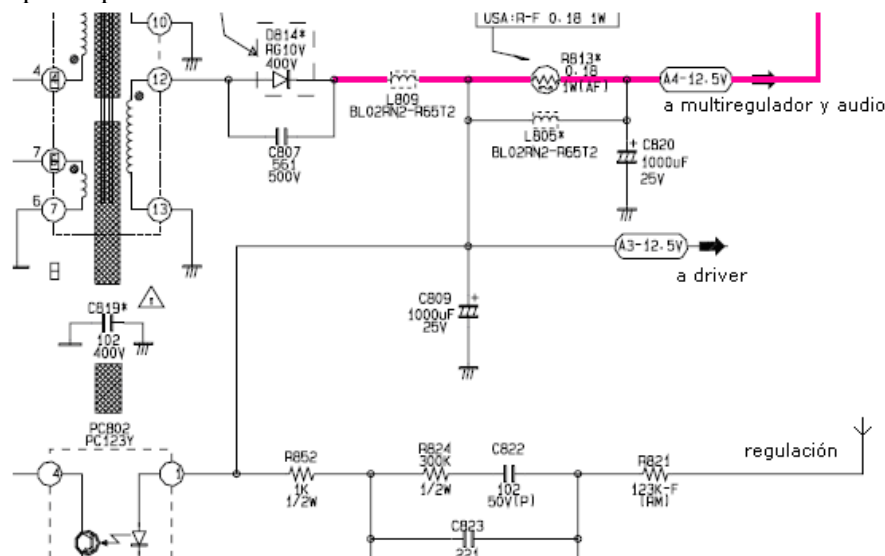 USA:R-F 0.18 1W
10
D814*
RG10V
400V
R813*
0.18
1W(AF)
4
4
12
A4-12.5V
L809
BL02RN2-R65T2
a multiregulador y audio
L805*
BL02RN2-R65T2
C807
561
500V
C820
1000uF
25V
7
6
7
13
A3-12.5V
a driver
C809
1000uF
25V
C819*
102
400V
PC802
PC123Y
R852
1K
1/2W
R824
300K
1/2W
C822
102
50V(P)
R821
123K-F
(RM)
regulación
4
1
C823
221